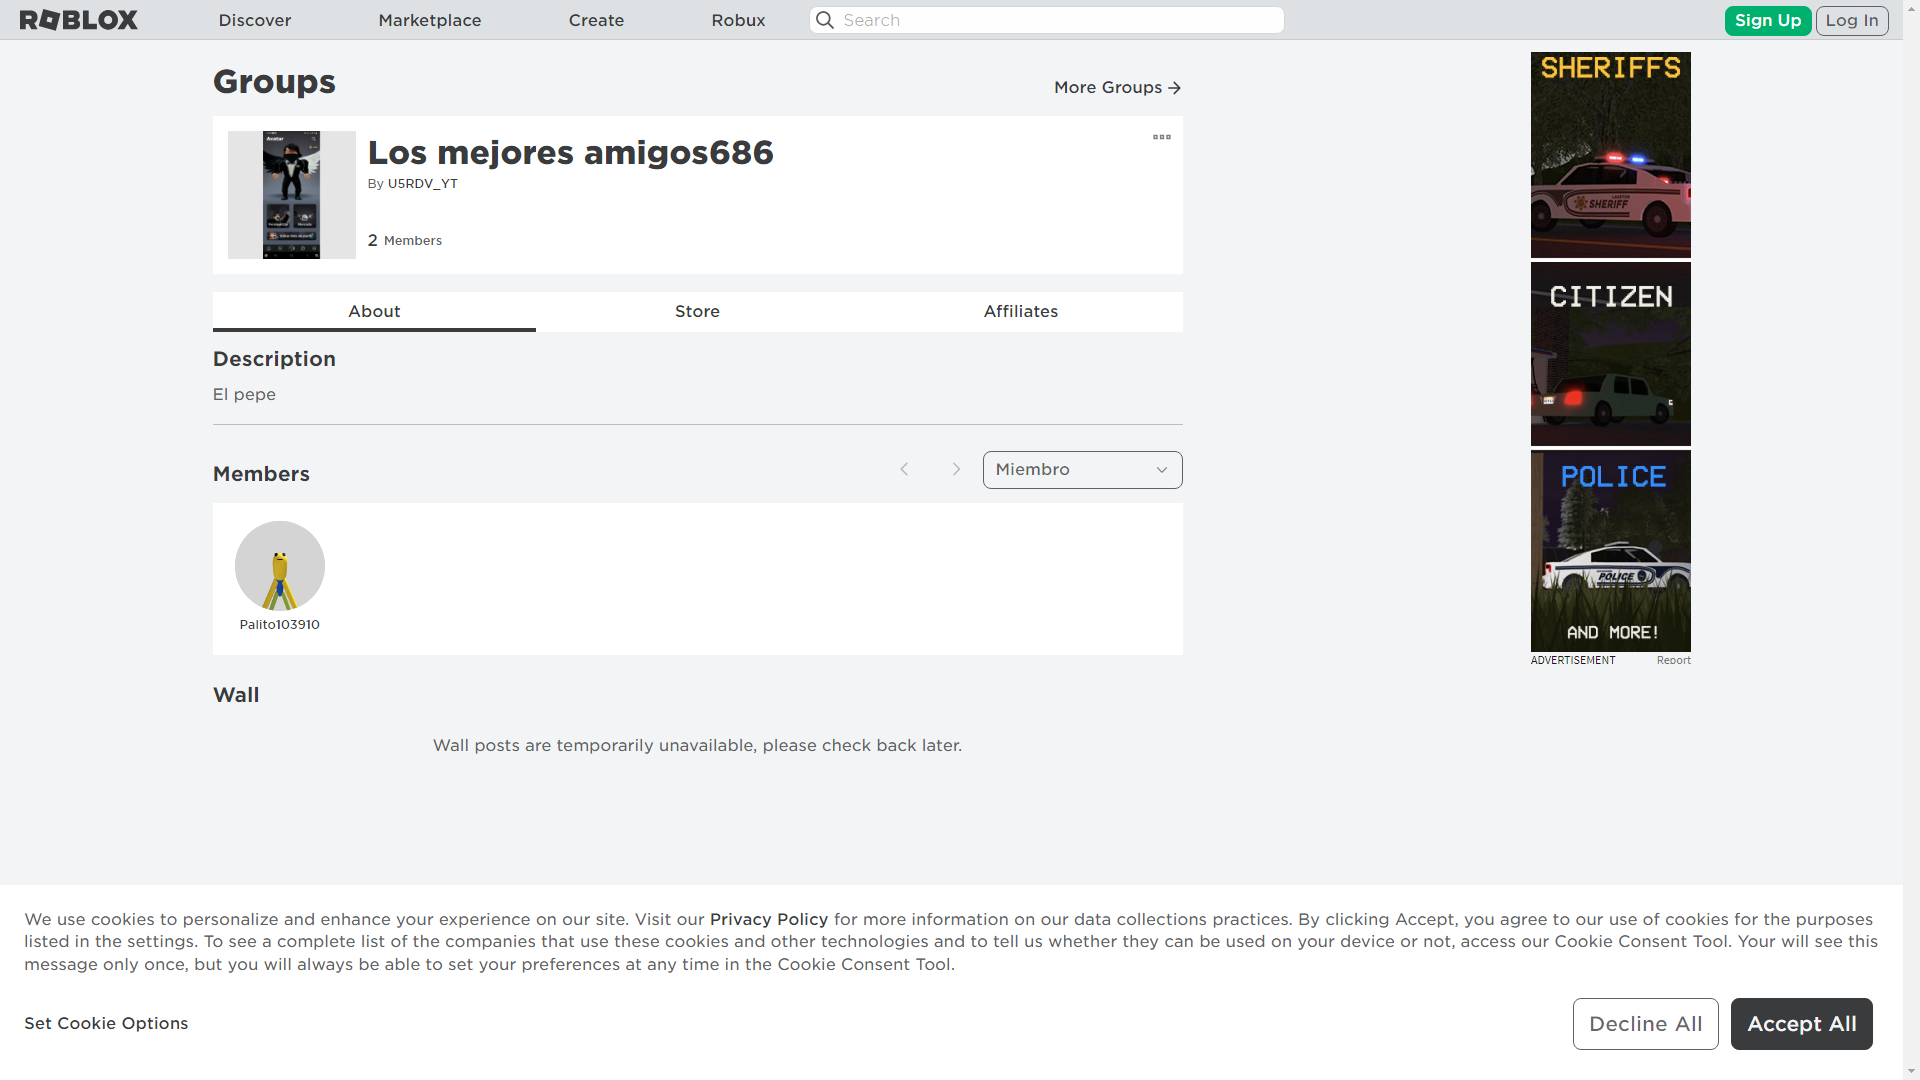 ROBLOX
Discover
Marketplace
Create
Robux
Search
Sign Up
Log In
Groups
More Groups
Avatar
Los mejores amigos686
By U5RDV_YT
2 Members
About
Store
Affiliates
Description
El pepe
Members
Miembro
Palito103910
Wall
Wall posts are temporarily unavailable, please check back later.
SHERIFFS
SHERIFF
CITIZEN
POLICE
POLICE
AND MORE!
ADVERTISEMENT
Report
We use cookies to personalize and enhance your experience on our site. Visit our Privacy Policy for more information on our data collections practices. By clicking Accept, you agree to our use of cookies for the purposes
listed in the settings. To see a complete list of the companies that use these cookies and other technologies and to tell us whether they can be used on your device or not, access our Cookie Consent Tool. Your will see this
message only once, but you will always be able to set your preferences at any time in the Cookie Consent Tool.
Set Cookie Options
Decline All
Accept All